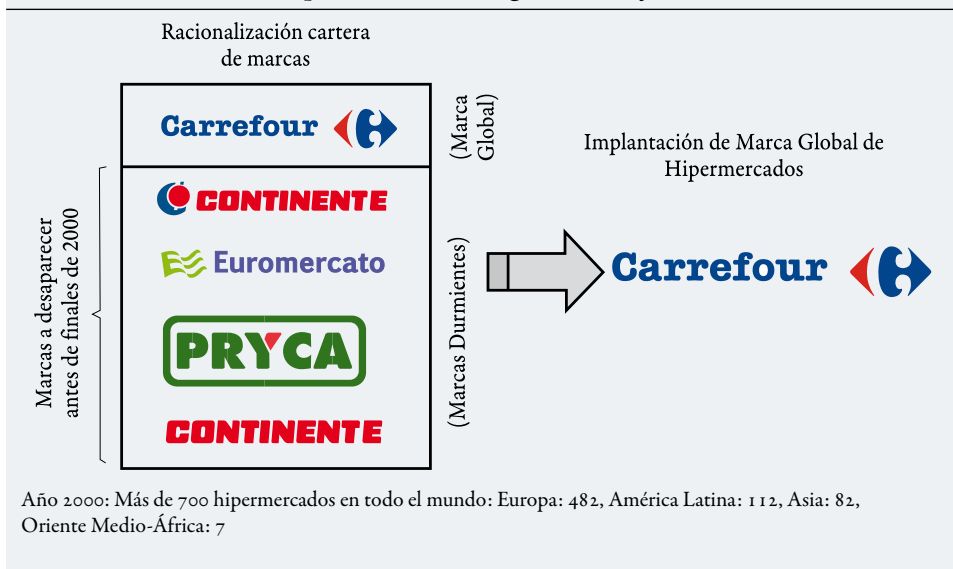 Racionalización cartera
de marcas
Carrefour
(Marca
Global)
CONTINENTE
Euromercato
PRYCA
CONTINENTE
Marcas a desaparecer
antes de finales de 2000
(Marcas Durmientes)
Implantación de Marca Global de
Hipermercados
Carrefour
Año 2000: Más de 700 hipermercados en todo el mundo: Europa: 482, América Latina: 112, Asia: 82,
Oriente Medio-África: 7